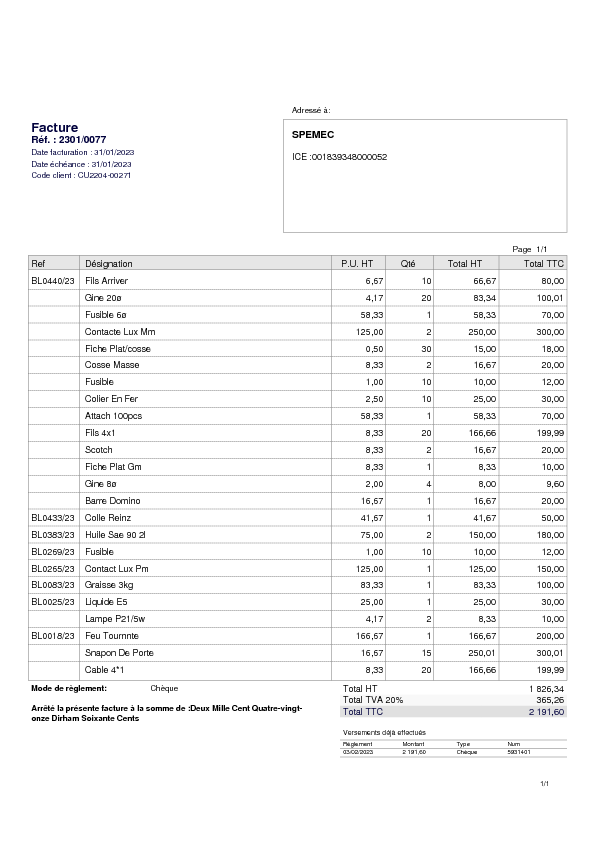 Adressé à:
Facture
Réf. : 2301/0077
Date facturation : 31/01/2023
Date échéance : 31/01/2023
Code client : CU2204-00271
SPEMEC
ICE :001839348000052
Page 1/1
Ref Désignation P.U. HT Qté Total HT Total TTC
BL0440/23 Fils Arriver 6,67 10 66,67 80,00
Gine 20ø 4,17 20 83,34 100,01
Fusible 6ø 58,33 1 58,33 70,00
Contacte Lux Mm 125,00 2 250,00 300,00
Fiche Plat/cosse 0,50 30 15,00 18,00
Cosse Masse 8,33 2 16,67 20,00
Fusible 1,00 10 10,00 12,00
Colier En Fer 2,50 10 25,00 30,00
Attach 100pcs 58,33 1 58,33 70,00
Fils 4x1 8,33 20 166,66 199,99
Scotch 8,33 2 16,67 20,00
Fiche Plat Gm 8,33 1 8,33 10,00
Gine 8ø 2,00 4 8,00 9,60
Barre Domino 16,67 1 16,67 20,00
BL0433/23 Colle Reinz 41,67 1 41,67 50,00
BL0383/23 Huile Sae 90 2l 75,00 2 150,00 180,00
BL0269/23 Fusible 1,00 10 10,00 12,00
BL0265/23 Contact Lux Pm 125,00 1 125,00 150,00
BL0083/23 Graisse 3kg 83,33 1 83,33 100,00
BL0025/23 Liquide E5 25,00 1 25,00 30,00
Lampe P21/5w 4,17 2 8,33 10,00
BL0018/23 Feu Tournnte 166,67 1 166,67 200,00
Snapon De Porte 16,67 15 250,01 300,01
Cable 4*1 8,33 20 166,66 199,99
Mode de règlement: Chèque
Total HT 1 826,34
Total TVA 20% 365,26
Total TTC 2 191,60
Arrêté la présente facture à la somme de :Deux Mille Cent Quatre-vingt-
onze Dirham Soixante Cents
Versements déjà effectués
Règlement Montant Type Num
03/02/2023 2 191,60 Chèque 5931401
1/1